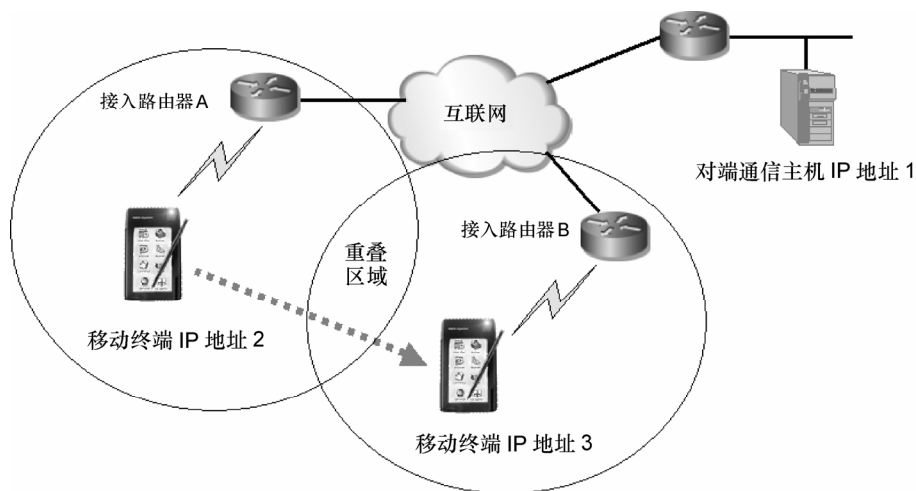 接入路由器A
互联网
对端通信主机 IP 地址 1
接入路由器B
重叠
区域
移动终端 IP 地址 2
移动终端 IP 地址 3